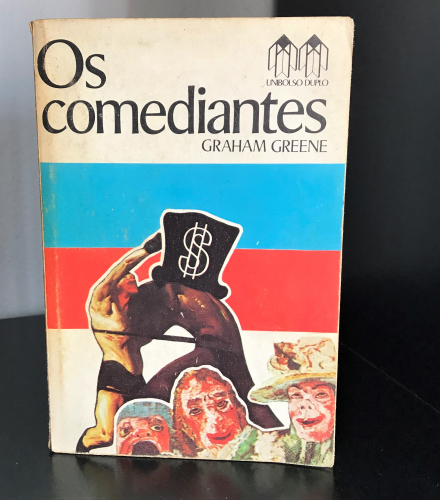 Os
comediantes
UNIBOLSO DUPLO
GRAHAM GREENE
$